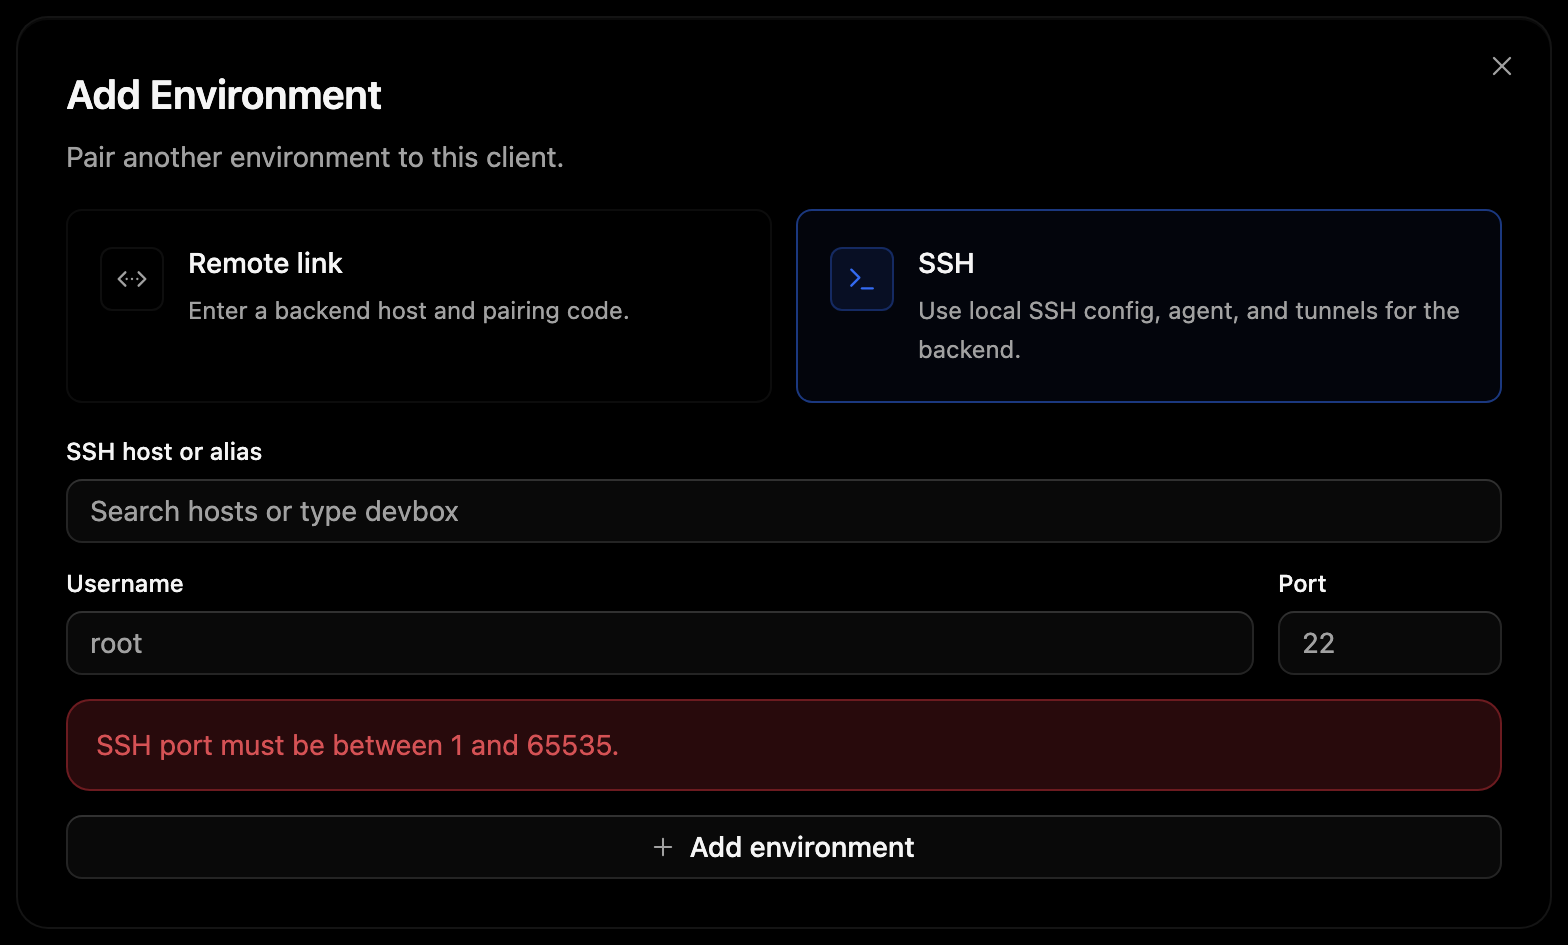 Add Environment
Pair another environment to this client.
Remote link
Enter a backend host and pairing code.
SSH
Use local SSH config, agent, and tunnels for the
backend.
SSH host or alias
Search hosts or type devbox
Username
Port
root
22
SSH port must be between 1 and 65535.
Add environment